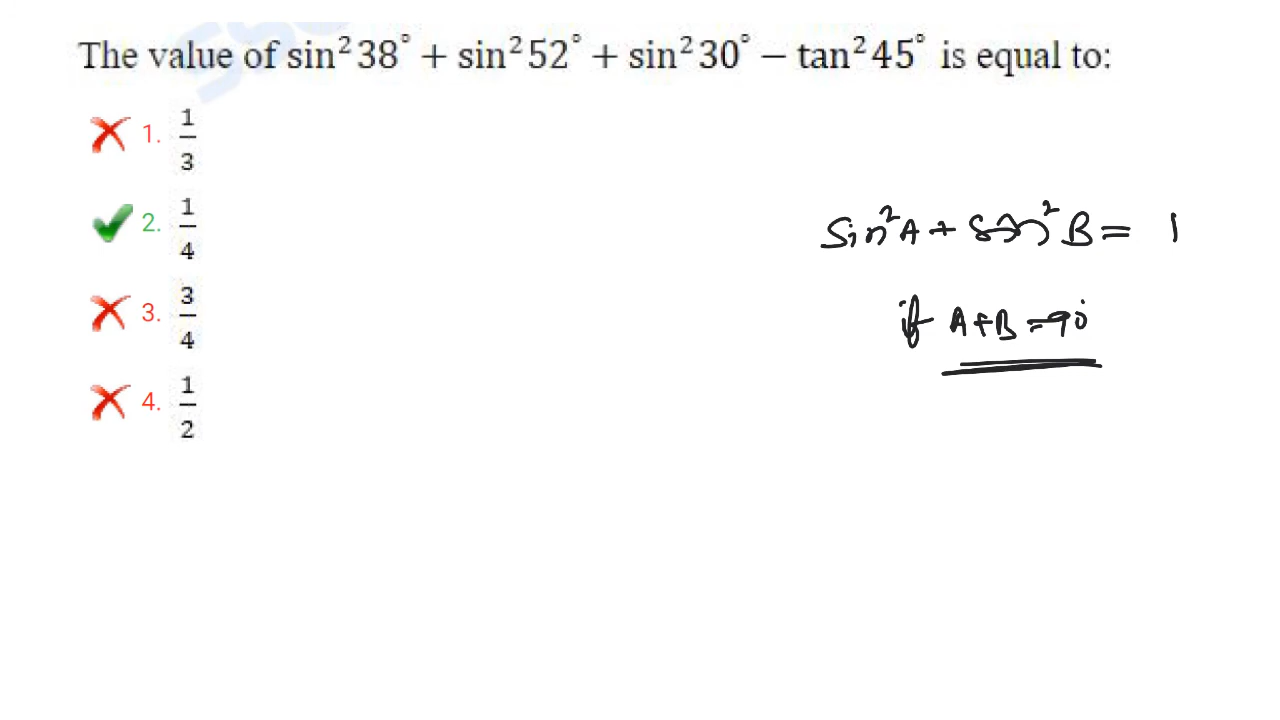 The value of sin²38° + sin²52° + sin²30° − tan²45° is equal to:
1. 1/3
2. 1/4
3. 3/4
4. 1/2
Sin²A + Sin²B = 1
if A+B=90°